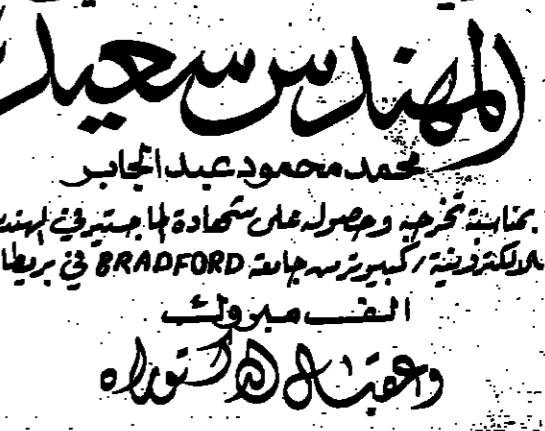 المهندس سعيد
محمد محمود عبد الجابر
بمناسبة تخرجه وحصوله على شهادة الماجستير في الهندسة
الالكترونية / كمبيوتر من جامعة BRADFORD في بريطا
الف مبروك
وعقبال الدكتوراه